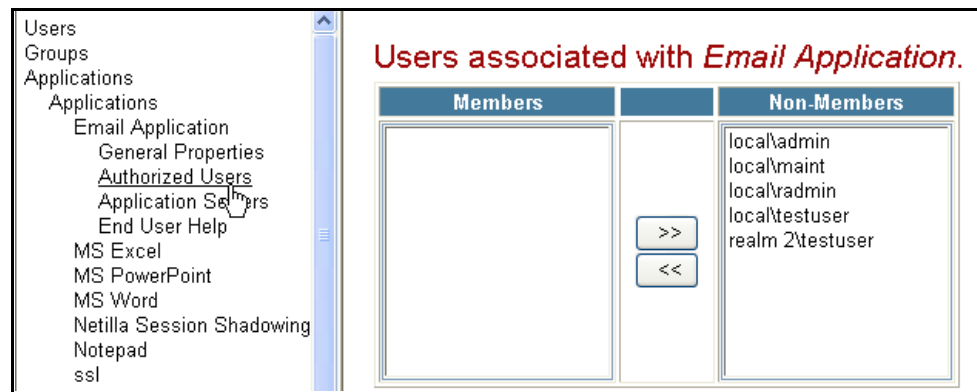 Users
Groups
Applications
Applications
Email Application
General Properties
Authorized Users
Application Servers
End User Help
MS Excel
MS PowerPoint
MS Word
Netilla Session Shadowing
Notepad
ssl
Users associated with Email Application.
Members
Non-Members
local\admin
local\maint
local\radmin
local\testuser
realm 2\testuser
>>
<<